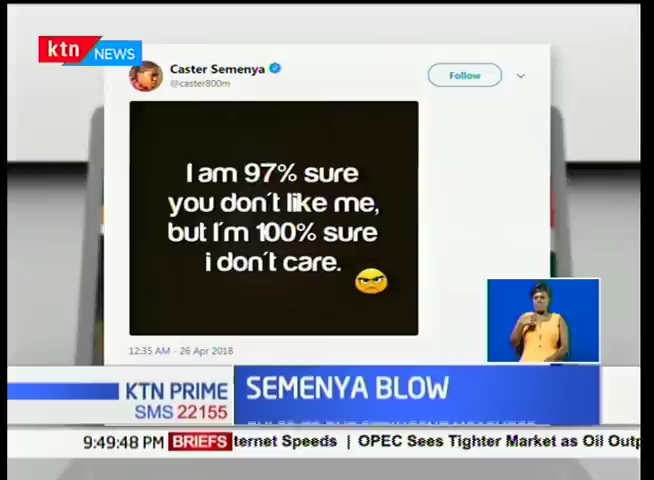 ktn NEWS
Caster Semenya
@caster800m
Follow
I am 97% sure
you don´t like me,
but I´m 100% sure
i don´t care.
12:35 AM - 26 Apr 2018
KTN PRIME
SEMENYA BLOW
SMS 22155
9:49:48 PM BRIEFS ternet Speeds | OPEC Sees Tighter Market as Oil Outp